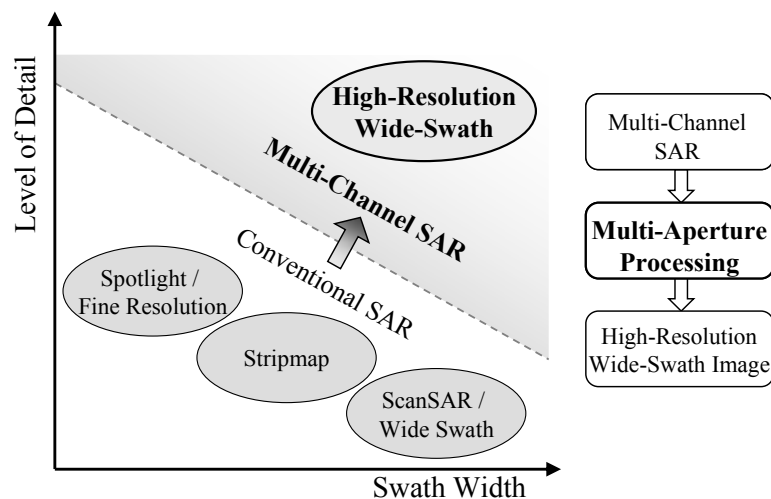 Level of Detail
High-Resolution
Wide-Swath
Multi-Channel SAR
Conventional SAR
Spotlight /
Fine Resolution
Stripmap
ScanSAR /
Wide Swath
Swath Width
Multi-Channel
SAR
Multi-Aperture
Processing
High-Resolution
Wide-Swath Image